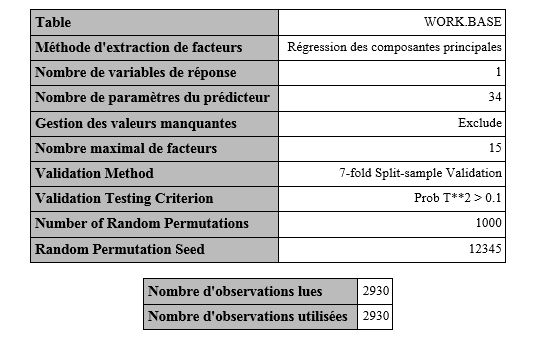 Table WORK.BASE
Méthode d'extraction de facteurs Régression des composantes principales
Nombre de variables de réponse 1
Nombre de paramètres du prédicteur 34
Gestion des valeurs manquantes Exclude
Nombre maximal de facteurs 15
Validation Method 7-fold Split-sample Validation
Validation Testing Criterion Prob T**2 > 0.1
Number of Random Permutations 1000
Random Permutation Seed 12345
Nombre d'observations lues 2930
Nombre d'observations utilisées 2930